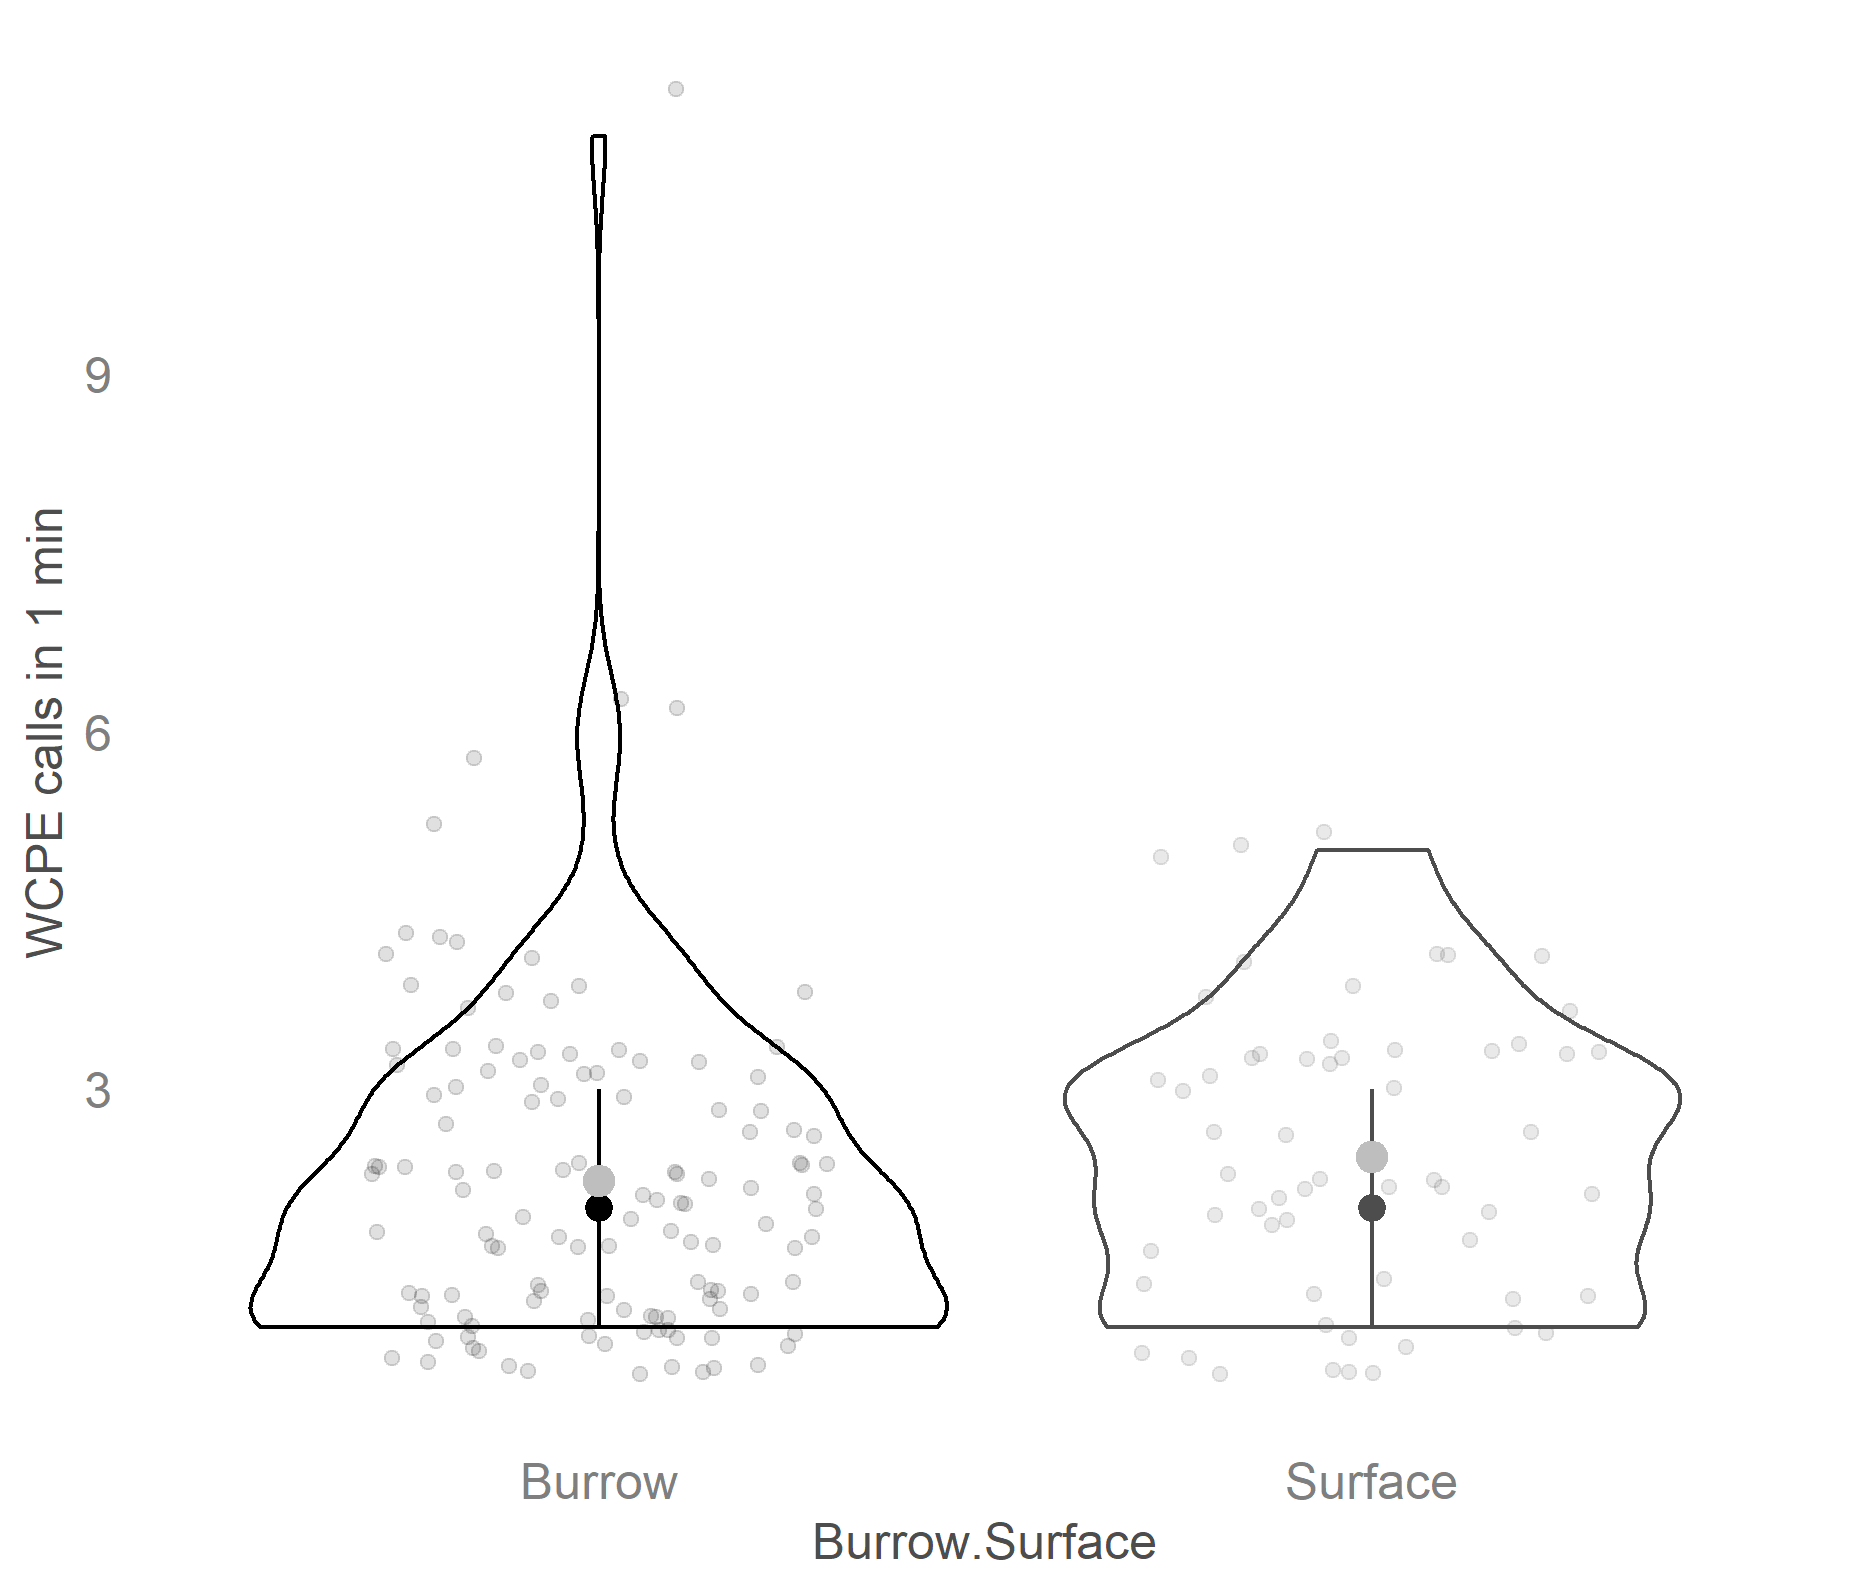 WCPE calls in 1 min
9
6
3
Burrow
Surface
Burrow.Surface